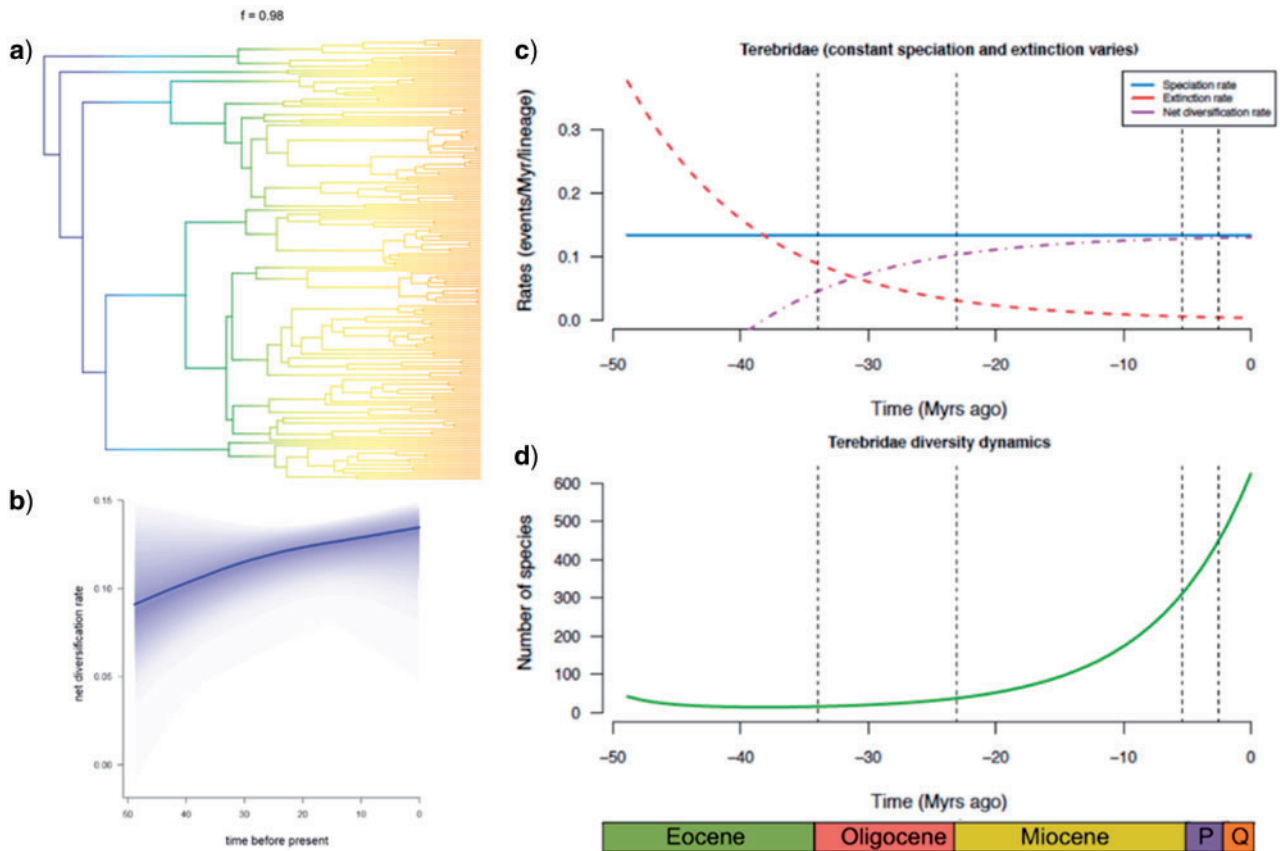 f = 0.98
a)
b)
0.15
0.10
0.05
0.00
net diversification rate
50
40
30
20
10
0
time before present
c)
Terebridae (constant speciation and extinction varies)
Speciation rate
Extinction rate
Net diversification rate
0.3
0.2
0.1
0.0
Rates (events/Myr/lineage)
−50
−40
−30
−20
−10
0
Time (Myrs ago)
d)
Terebridae diversity dynamics
600
500
400
300
200
100
0
Number of species
−50
−40
−30
−20
−10
0
Time (Myrs ago)
Eocene
Oligocene
Miocene
P
Q